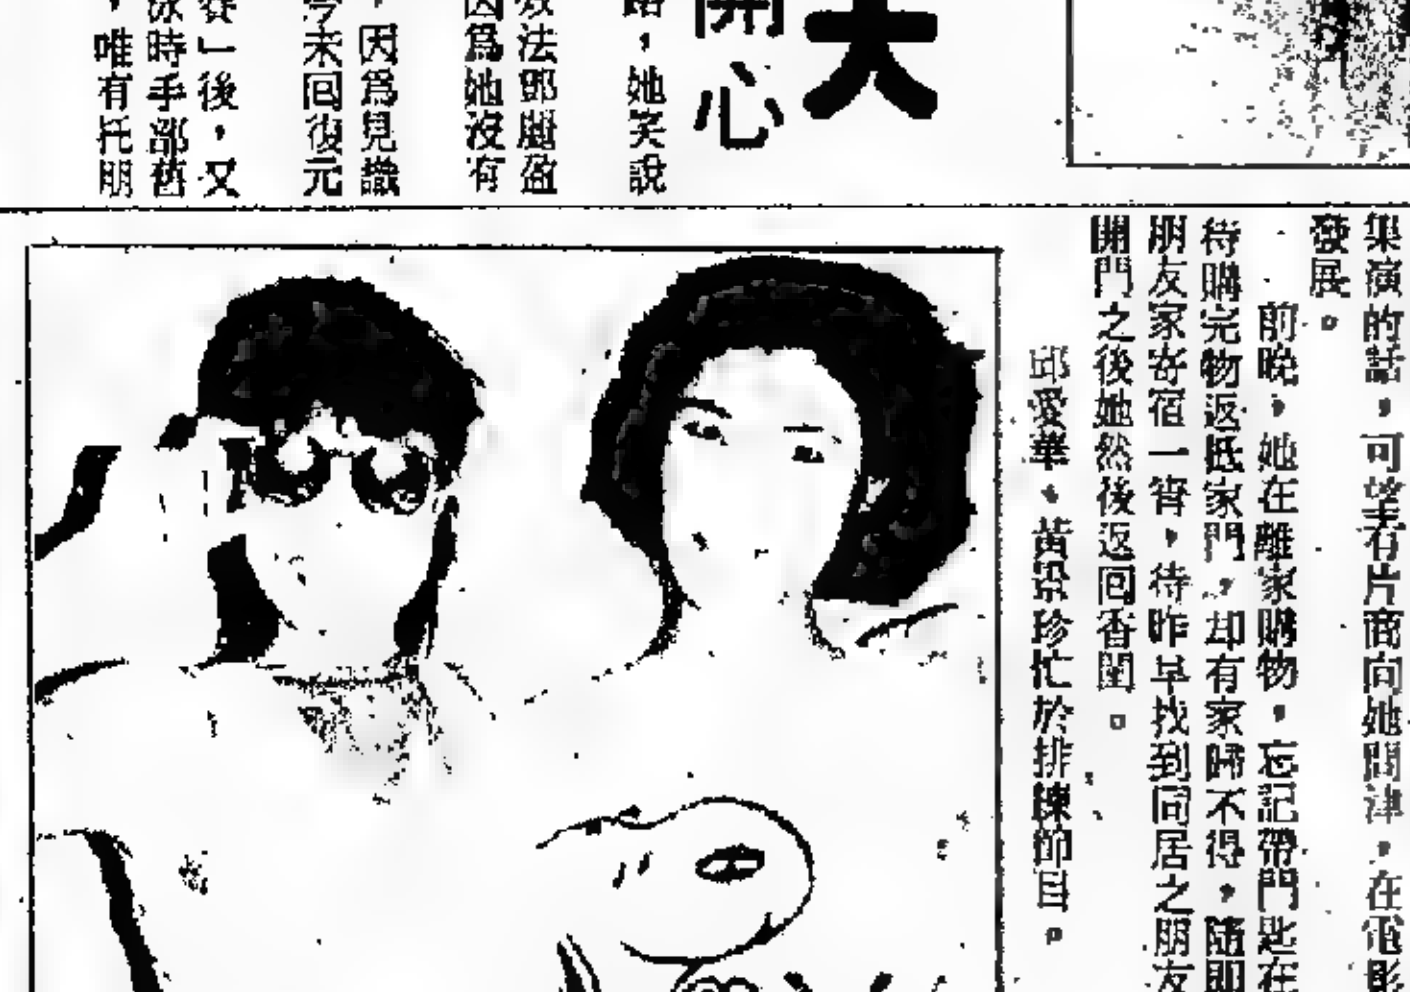 大
開心
，她笑說
效法鄧麗盈
因爲她沒有
，因爲見識
今未回復元
賽」後，又
泳時手部舊
，唯有托朋
集演的話，可望有片商向她問津，在電影
發展。
前晚，她在離家購物，忘記帶門匙在
待購完物返抵家門，却有家歸不得，隨即
朋友家寄宿一宵，待昨早找到同居之朋友
開門之後她然後返回香閨。
邱愛華、黃杏珍忙於排練節目。